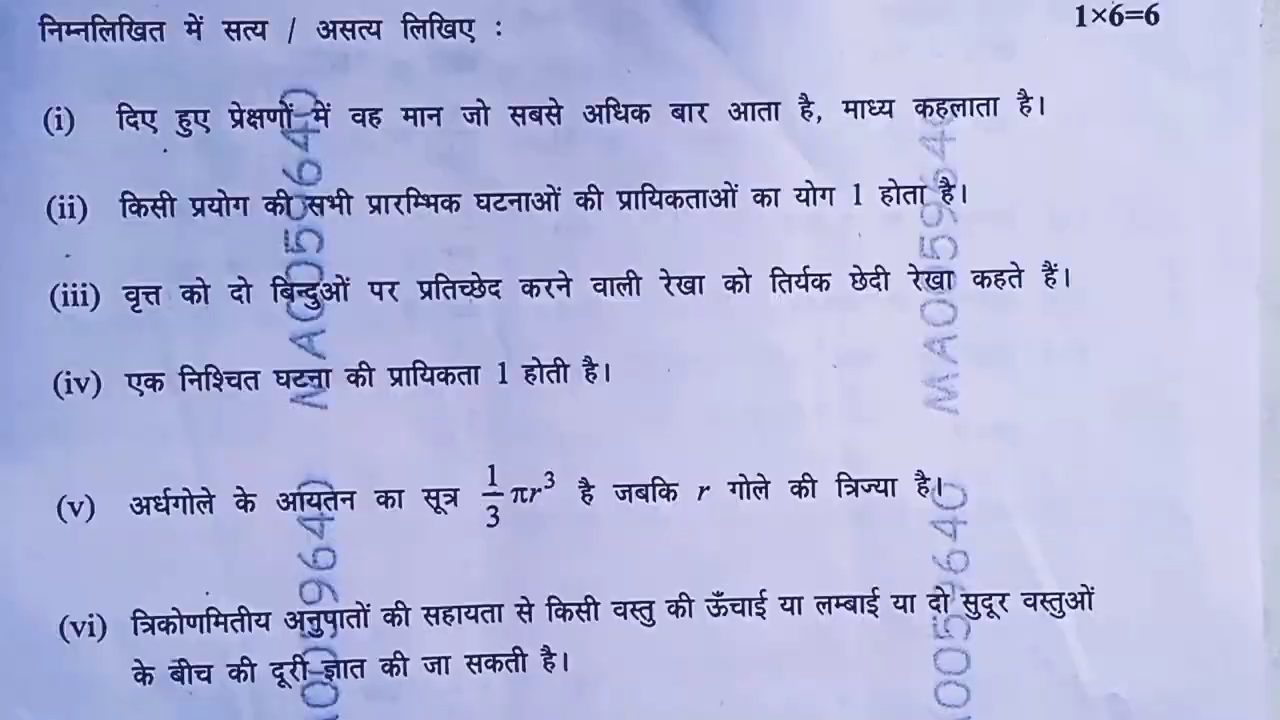 निम्नलिखित में सत्य / असत्य लिखिए : 1×6=6
(i) दिए हुए प्रेक्षणों में वह मान जो सबसे अधिक बार आता है, माध्य कहलाता है।
(ii) किसी प्रयोग की सभी प्रारम्भिक घटनाओं की प्रायिकताओं का योग 1 होता है।
(iii) वृत्त को दो बिन्दुओं पर प्रतिच्छेद करने वाली रेखा को तिर्यक छेदी रेखा कहते हैं।
(iv) एक निश्चित घटना की प्रायिकता 1 होती है।
(v) अर्धगोले के आयतन का सूत्र 1/3 πr³ है जबकि r गोले की त्रिज्या है।
(vi) त्रिकोणमितीय अनुपातों की सहायता से किसी वस्तु की ऊँचाई या लम्बाई या दो सुदूर वस्तुओं
के बीच की दूरी ज्ञात की जा सकती है।